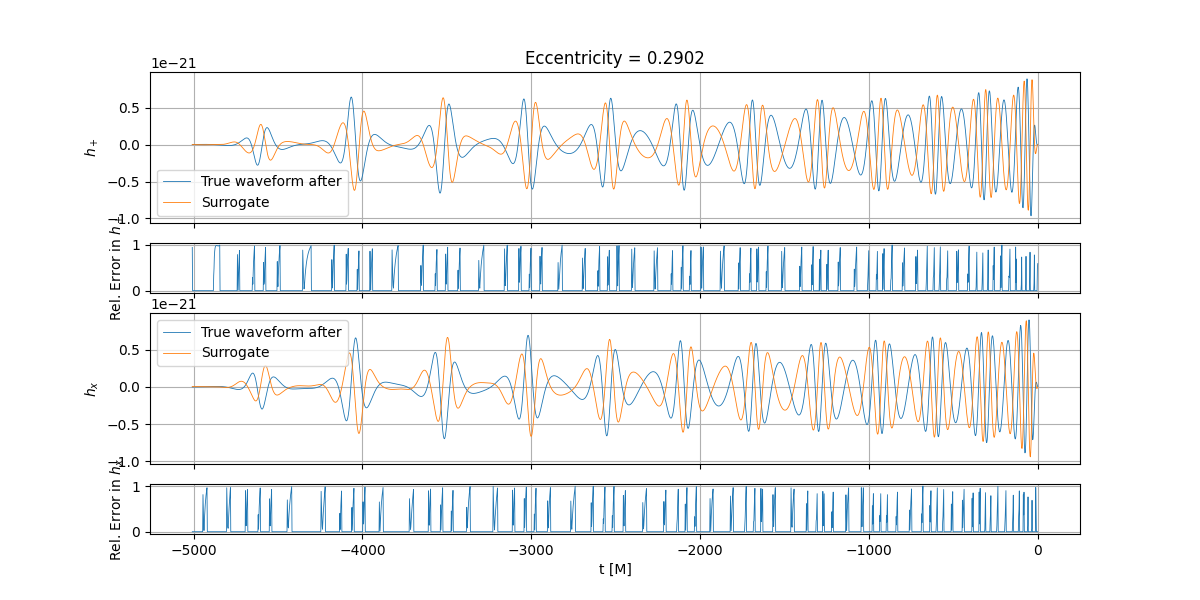 Eccentricity = 0.2902
1e−21
0.5
0.0
−0.5
−1.0
h₊
True waveform after
Surrogate
Rel. Error in h₊
1
0
1e−21
0.5
0.0
−0.5
−1.0
hₓ
True waveform after
Surrogate
Rel. Error in hₓ
1
0
−5000 −4000 −3000 −2000 −1000 0
t [M]